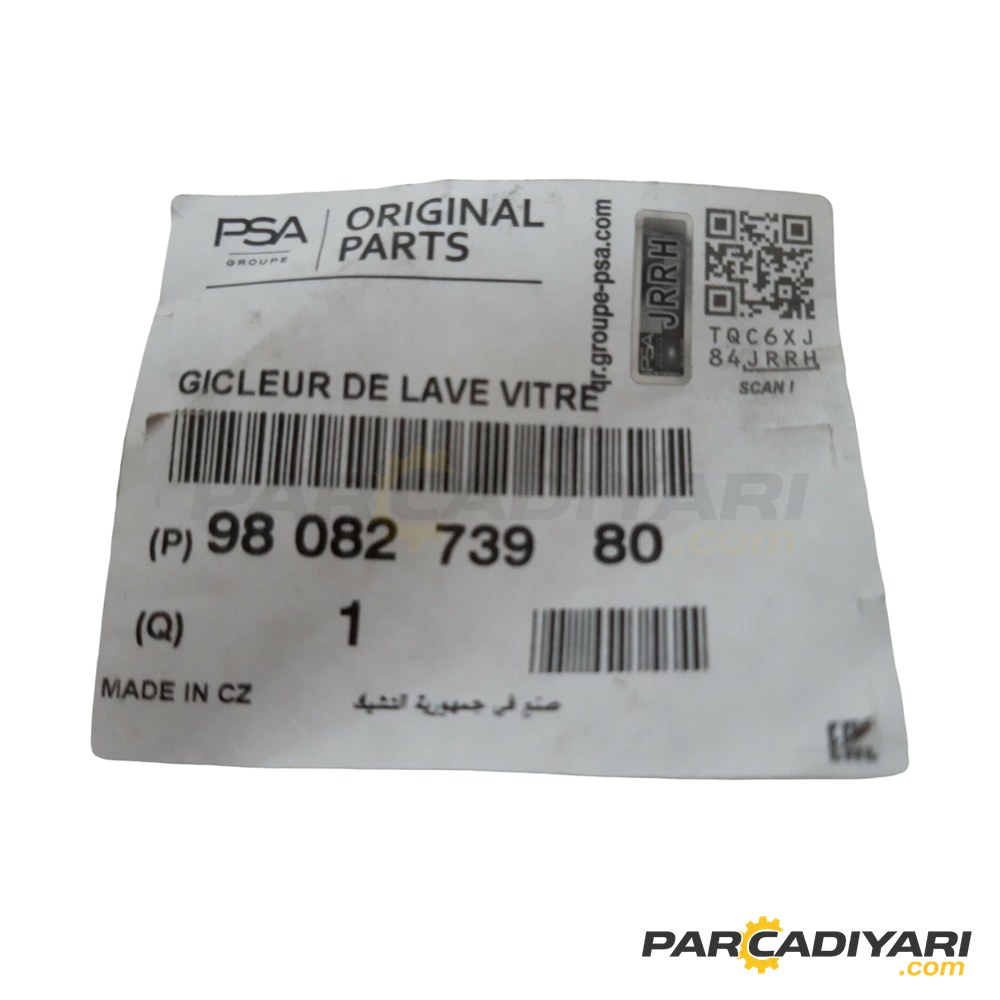 PSA
GROUPE
ORIGINAL
PARTS
qr.groupe-psa.com
PSA
JRRH
TQC6XJ
84JRRH
SCAN !
GICLEUR DE LAVE VITRE
(P) 98 082 739 80
PARCADIYARI
.com
(Q) 1
MADE IN CZ
صنع في جمهورية التشيك
EAC
PARCADIYARI
.com